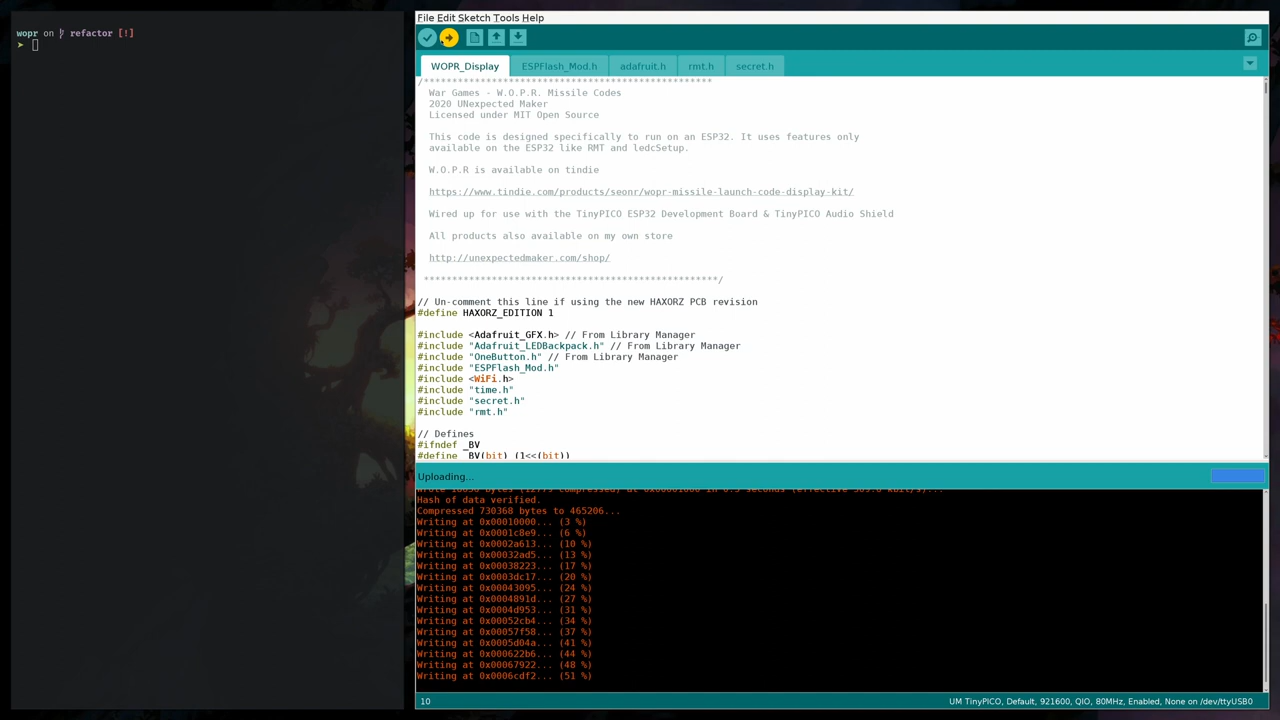 wopr on refactor [!]
➤
File Edit Sketch Tools Help
WOPR_Display ESPFlash_Mod.h adafruit.h rmt.h secret.h
/***************************************************
War Games - W.O.P.R. Missile Codes
2020 UNexpected Maker
Licensed under MIT Open Source
This code is designed specifically to run on an ESP32. It uses features only
available on the ESP32 like RMT and ledcSetup.
W.O.P.R is available on tindie
https://www.tindie.com/products/seonr/wopr-missile-launch-code-display-kit/
Wired up for use with the TinyPICO ESP32 Development Board & TinyPICO Audio Shield
All products also available on my own store
http://unexpectedmaker.com/shop/
****************************************************/
// Un-comment this line if using the new HAXORZ PCB revision
#define HAXORZ_EDITION 1
#include <Adafruit_GFX.h> // From Library Manager
#include "Adafruit_LEDBackpack.h" // From Library Manager
#include "OneButton.h" // From Library Manager
#include "ESPFlash_Mod.h"
#include <WiFi.h>
#include "time.h"
#include "secret.h"
#include "rmt.h"
// Defines
#ifndef _BV
#define _BV(bit) (1<<(bit))
Uploading...
Hash of data verified.
Compressed 730368 bytes to 465206...
Writing at 0x00010000... (3 %)
Writing at 0x0001c8e9... (6 %)
Writing at 0x0002a613... (10 %)
Writing at 0x00032ad5... (13 %)
Writing at 0x00038223... (17 %)
Writing at 0x0003dc17... (20 %)
Writing at 0x00043095... (24 %)
Writing at 0x0004891d... (27 %)
Writing at 0x0004d953... (31 %)
Writing at 0x00052cb4... (34 %)
Writing at 0x00057f58... (37 %)
Writing at 0x0005d04a... (41 %)
Writing at 0x000622b6... (44 %)
Writing at 0x00067922... (48 %)
Writing at 0x0006cdf2... (51 %)
10 UM TinyPICO, Default, 921600, QIO, 80MHz, Enabled, None on /dev/ttyUSB0